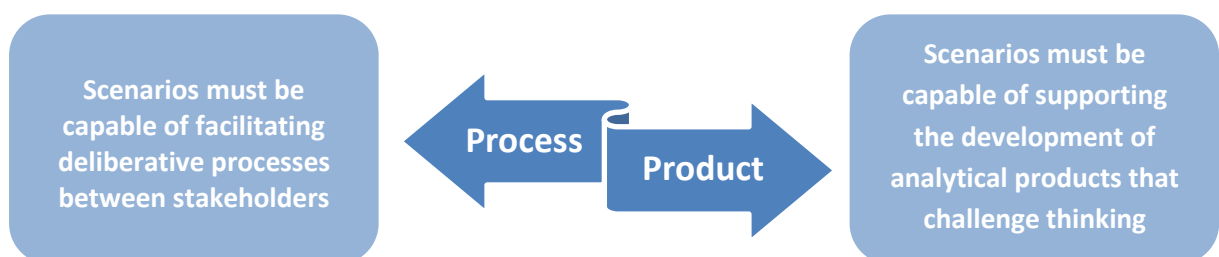 Scenarios must be
capable of facilitating
deliberative processes
between stakeholders
Process
Product
Scenarios must be
capable of supporting
the development of
analytical products that
challenge thinking